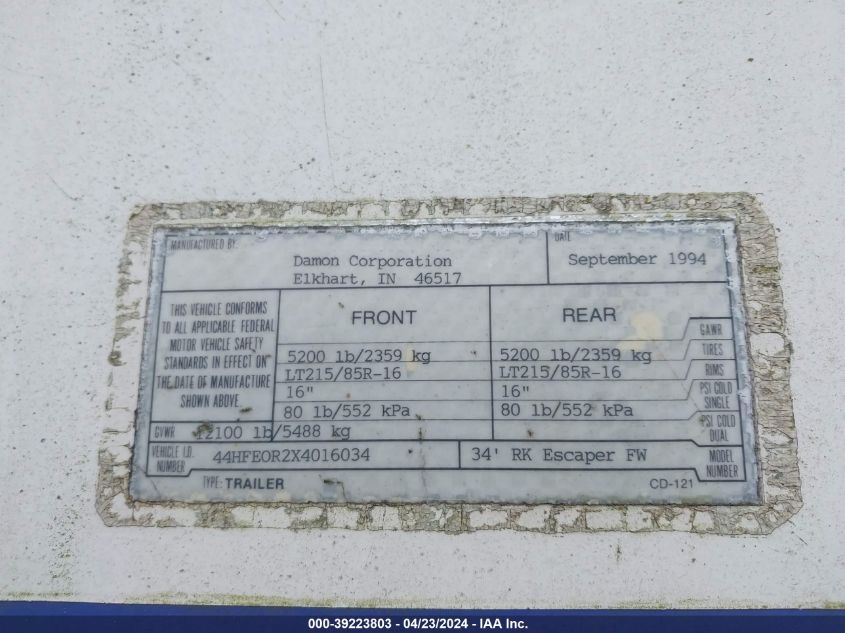 MANUFACTURED BY:
Damon Corporation
Elkhart, IN 46517
DATE
September 1994
THIS VEHICLE CONFORMS
TO ALL APPLICABLE FEDERAL
MOTOR VEHICLE SAFETY
STANDARDS IN EFFECT ON
THE DATE OF MANUFACTURE
SHOWN ABOVE.
FRONT
REAR
GAWR
5200 lb/2359 kg
5200 lb/2359 kg
TIRES
LT215/85R-16
LT215/85R-16
RIMS
16"
16"
PSI COLD
SINGLE
80 lb/552 kPa
80 lb/552 kPa
PSI COLD
DUAL
GVWR
12100 lb/5488 kg
VEHICLE I.D.
NUMBER
44HFEOR2X4016034
34' RK Escaper FW
MODEL
NUMBER
TYPE: TRAILER
CD-121
000-39223803 - 04/23/2024 - IAA Inc.